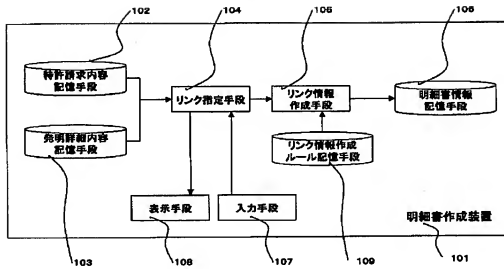 102
104
105
106
特許請求内容
記憶手段
リンク指定手段
リンク情報
作成手段
明細書情報
記憶手段
発明詳細内容
記憶手段
リンク情報作成
ルール記憶手段
表示手段
入力手段
明細書作成装置
103
108
107
109
101